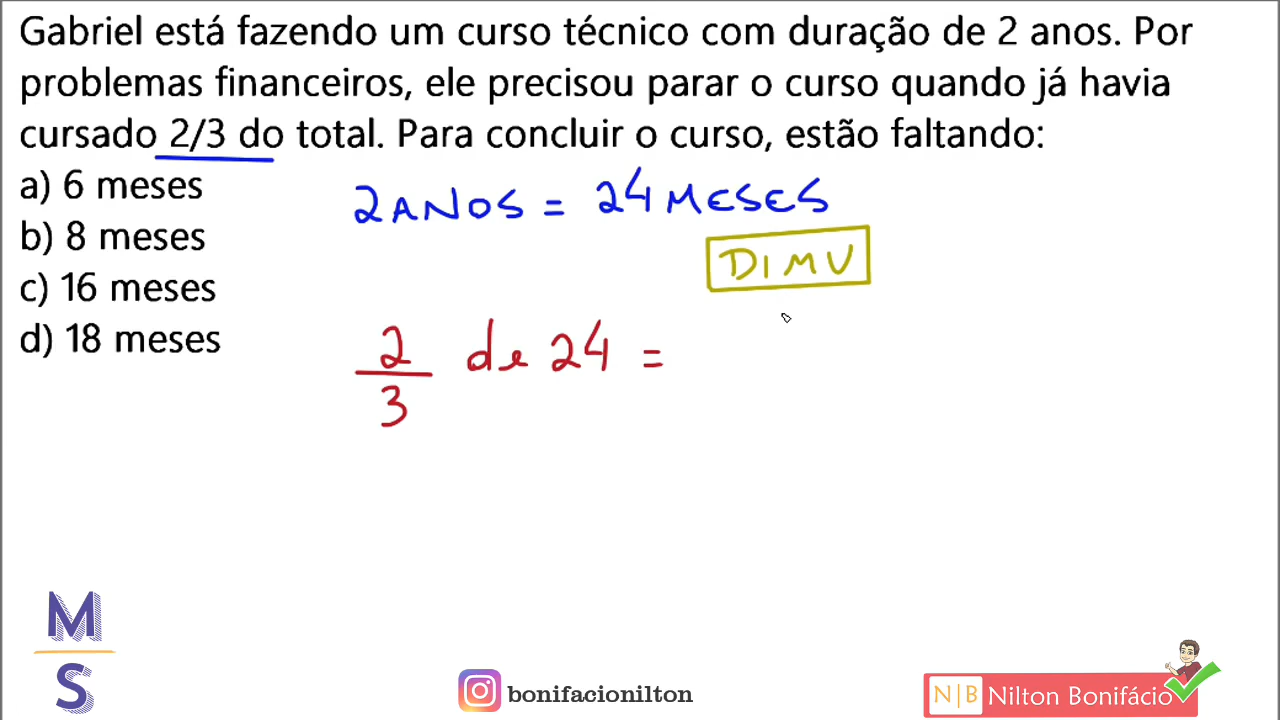 Gabriel está fazendo um curso técnico com duração de 2 anos. Por
problemas financeiros, ele precisou parar o curso quando já havia
cursado 2/3 do total. Para concluir o curso, estão faltando:
a) 6 meses
2 ANOS = 24 MESES
b) 8 meses
DIMU
c) 16 meses
d) 18 meses
2/3 de 24 =
M
S
bonifacionilton
N|B Nilton Bonifácio